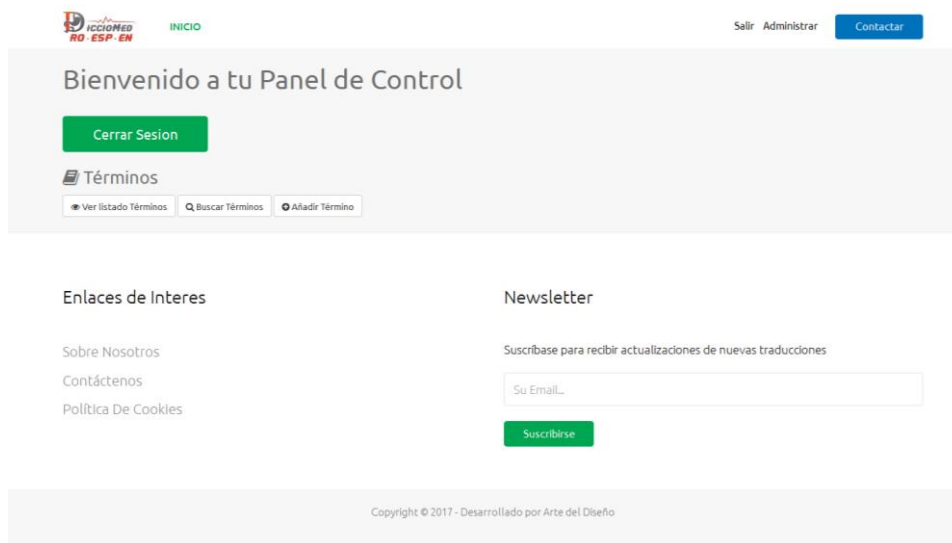 DICCIOMED
RO-ESP-EN
INICIO
Salir Administrar
Contactar
Bienvenido a tu Panel de Control
Cerrar Sesion
Términos
Ver listado Términos
Buscar Términos
Añadir Término
Enlaces de Interes
Sobre Nosotros
Contáctenos
Política De Cookies
Newsletter
Suscríbase para recibir actualizaciones de nuevas traducciones
Su Email...
Suscribirse
Copyright © 2017 - Desarrollado por Arte del Diseño